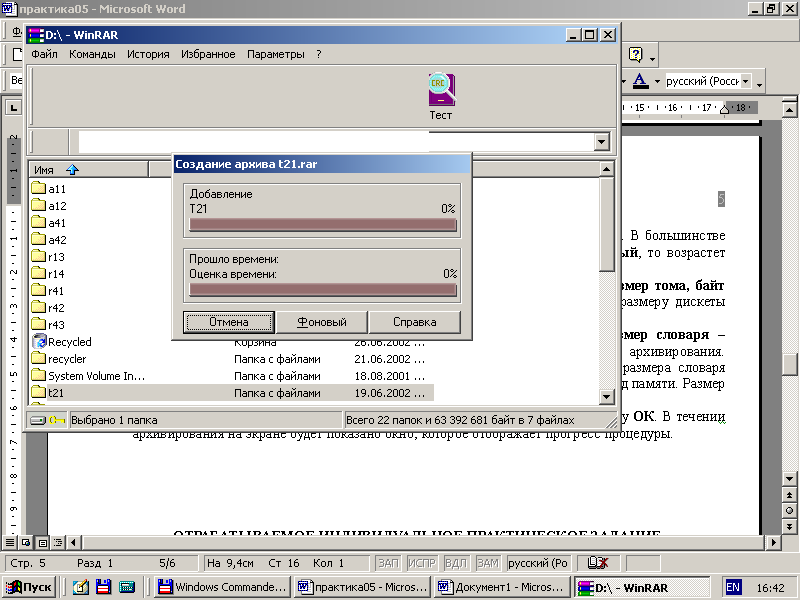 практика05 - Microsoft Word
D:\ - WinRAR
Файл Команды История Избранное Параметры ?
русский (Росс
CRC
Тест
15 16 17 18
Имя
Создание архива t21.rar
Добавление
T21 0%
Прошло времени:
Оценка времени: 0%
Отмена Фоновый Справка
a11
a12
a41
a42
r13
r14
r41
r42
r43
Recycled Корзина 26.06.2002 ...
recycler Папка с файлами 21.06.2002 ...
System Volume In... Папка с файлами 18.08.2001 ...
t21 Папка с файлами 19.06.2002 ...
Выбрано 1 папка Всего 22 папок и 63 392 681 байт в 7 файлах
5
. В большинстве
ый, то возрастет
змер тома, байт
размеру дискеты
змер словаря –
архивирования.
размера словаря
д памяти. Размер
у ОК. В течении
архивирования на экране будет показано окно, которое отображает прогресс процедуры.
ОТРАБАТЫВАЕМОЕ ИНДИВИДУАЛЬНОЕ ПРАКТИЧЕСКОЕ ЗАДАНИЕ
Стр. 5 Разд 1 5/6 На 9,4см Ст 16 Кол 1 ЗАП ИСПР ВДЛ ЗАМ русский (Ро
Пуск Windows Commande... практика05 - Microsof... Документ1 - Microsof... D:\ - WinRAR EN 16:42